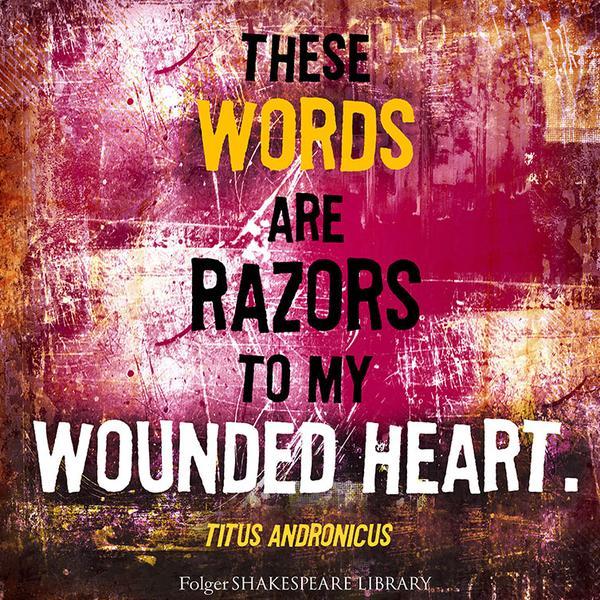 THESE
WORDS
ARE
RAZORS
TO MY
WOUNDED HEART.
TITUS ANDRONICUS
Folger SHAKESPEARE LIBRARY